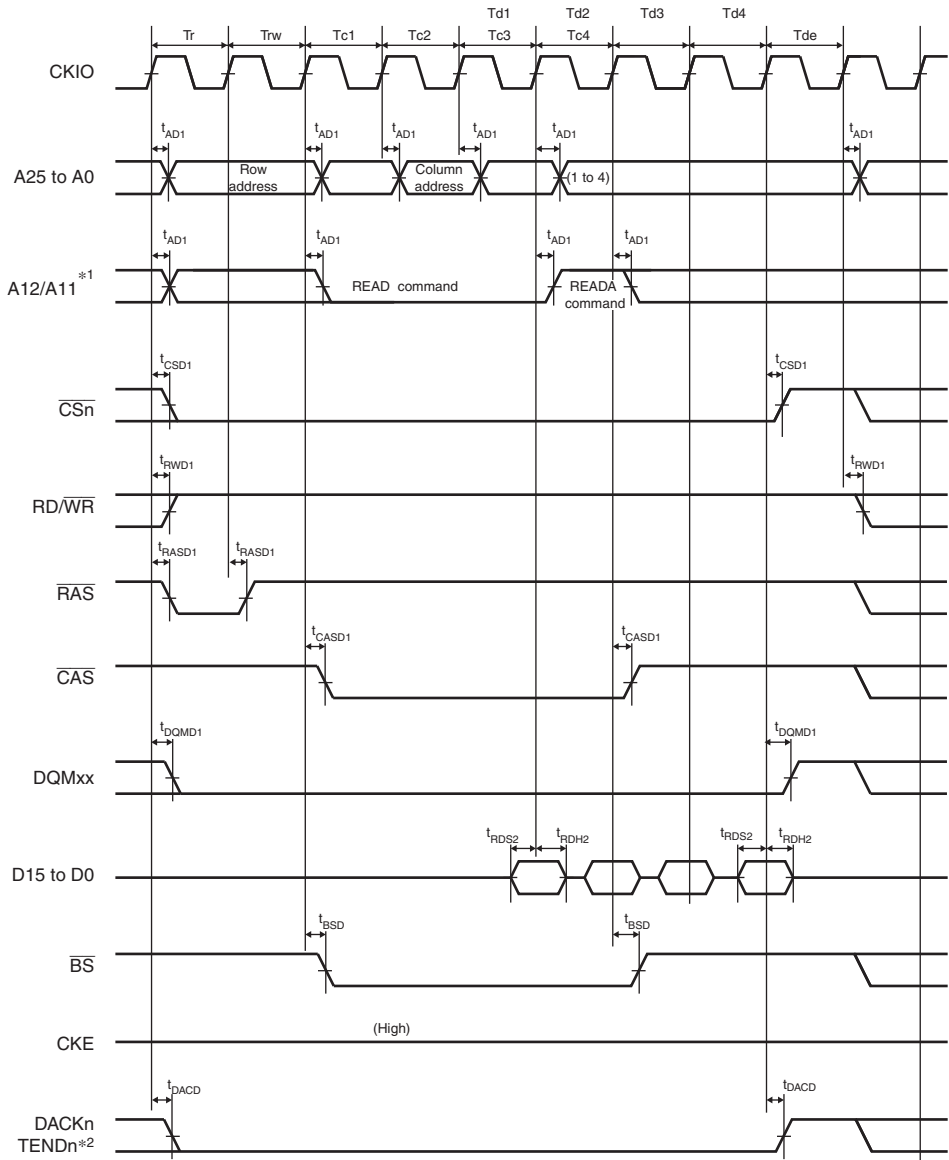 Td1 Td2 Td3 Td4
Tr Trw Tc1 Tc2 Tc3 Tc4 Tde
CKIO
tAD1 tAD1 tAD1 tAD1 tAD1 tAD1
A25 to A0
Row address
Column address
(1 to 4)
tAD1 tAD1 tAD1 tAD1
A12/A11*1
READ command
READA command
tCSD1 tCSD1
CSn
tRWD1 tRWD1
RD/WR
tRASD1 tRASD1
RAS
tCASD1 tCASD1
CAS
tDQMD1 tDQMD1
DQMxx
tRDS2 tRDH2 tRDS2 tRDH2
D15 to D0
tBSD tBSD
BS
(High)
CKE
tDACD tDACD
DACKn
TENDn*2